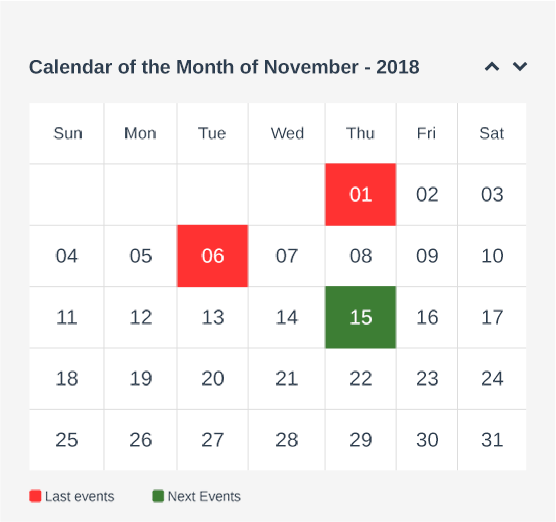 Calendar of the Month of November - 2018
Sun Mon Tue Wed Thu Fri Sat
01 02 03
04 05 06 07 08 09 10
11 12 13 14 15 16 17
18 19 20 21 22 23 24
25 26 27 28 29 30 31
Last events Next Events